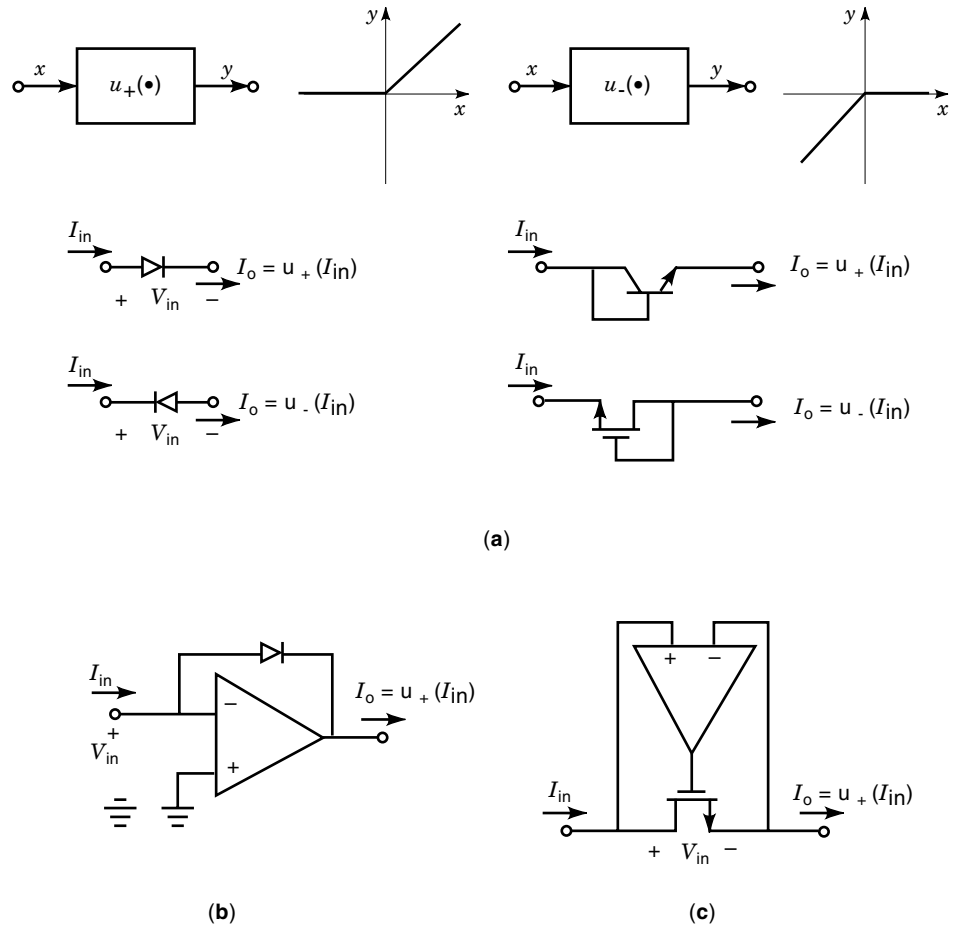 y
y
x
u+(•)
y
x
u-(•)
y
x
x
Iin
Io = u + (Iin)
+ Vin −
Iin
Io = u + (Iin)
Iin
Io = u - (Iin)
+ Vin −
Iin
Io = u - (Iin)
(a)
Iin
+
Vin
−
−
+
Io = u + (Iin)
+ −
Iin
Io = u + (Iin)
+ Vin −
(b)
(c)